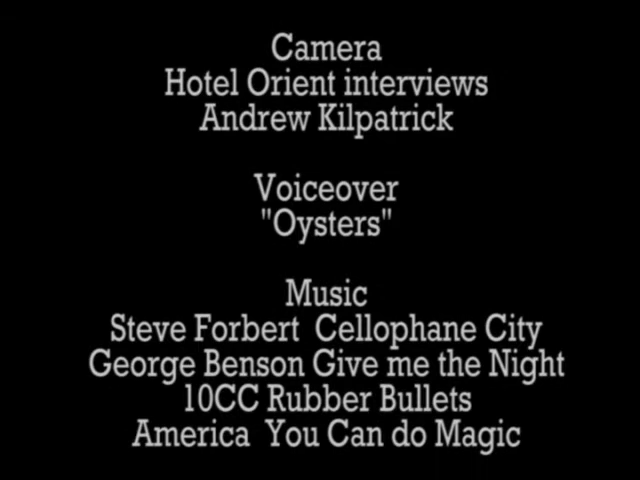 Camera
Hotel Orient interviews
Andrew Kilpatrick
Voiceover
"Oysters"
Music
Steve Forbert  Cellophane City
George Benson Give me the Night
10CC Rubber Bullets
America  You Can do Magic